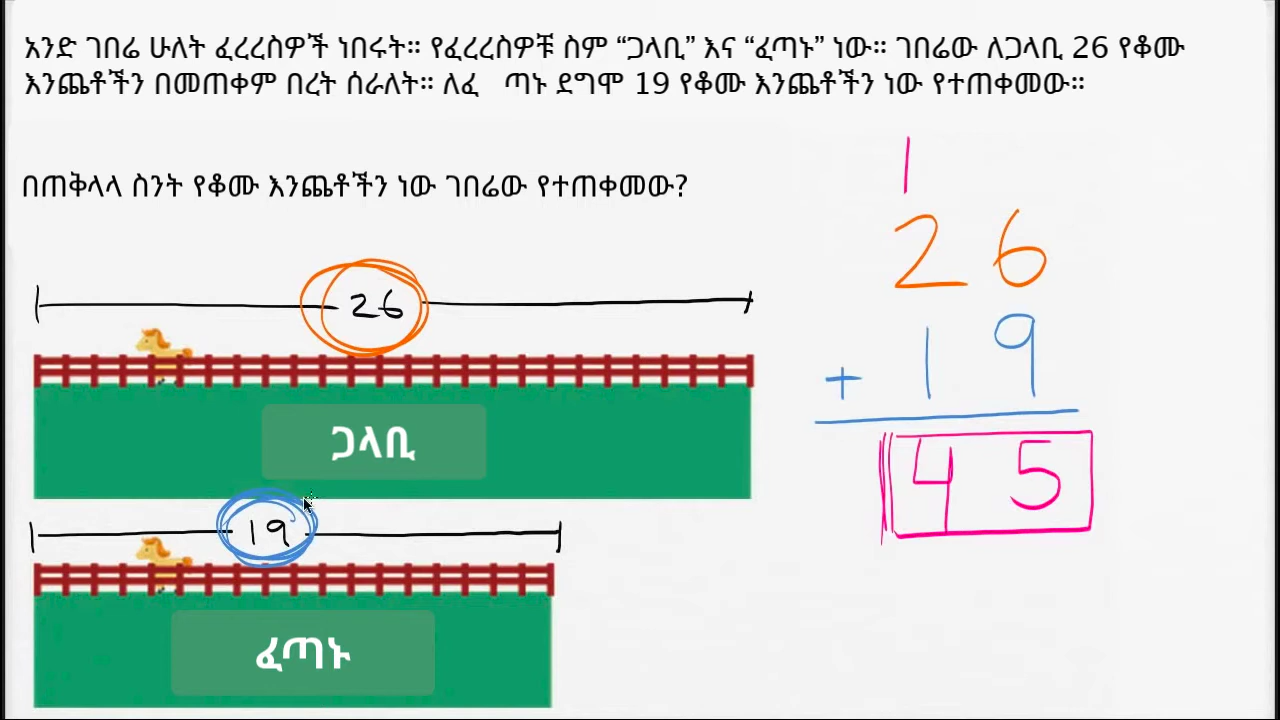 አንድ ገበሬ ሁለት ፈረረስዎች ነበሩት። የፈረረስዎቹ ስም “ጋላቢ” እና “ፈጣኑ” ነው። ገበሬው ለጋላቢ 26 የቆሙ
እንጨቶችን በመጠቀም በረት ሰራለት። ለፈ ጣኑ ደግሞ 19 የቆሙ እንጨቶችን ነው የተጠቀመው።
በጠቅላላ ስንት የቆሙ እንጨቶችን ነው ገበሬው የተጠቀመው?
26
ጋላቢ
19
ፈጣኑ
1
26
+ 19
45